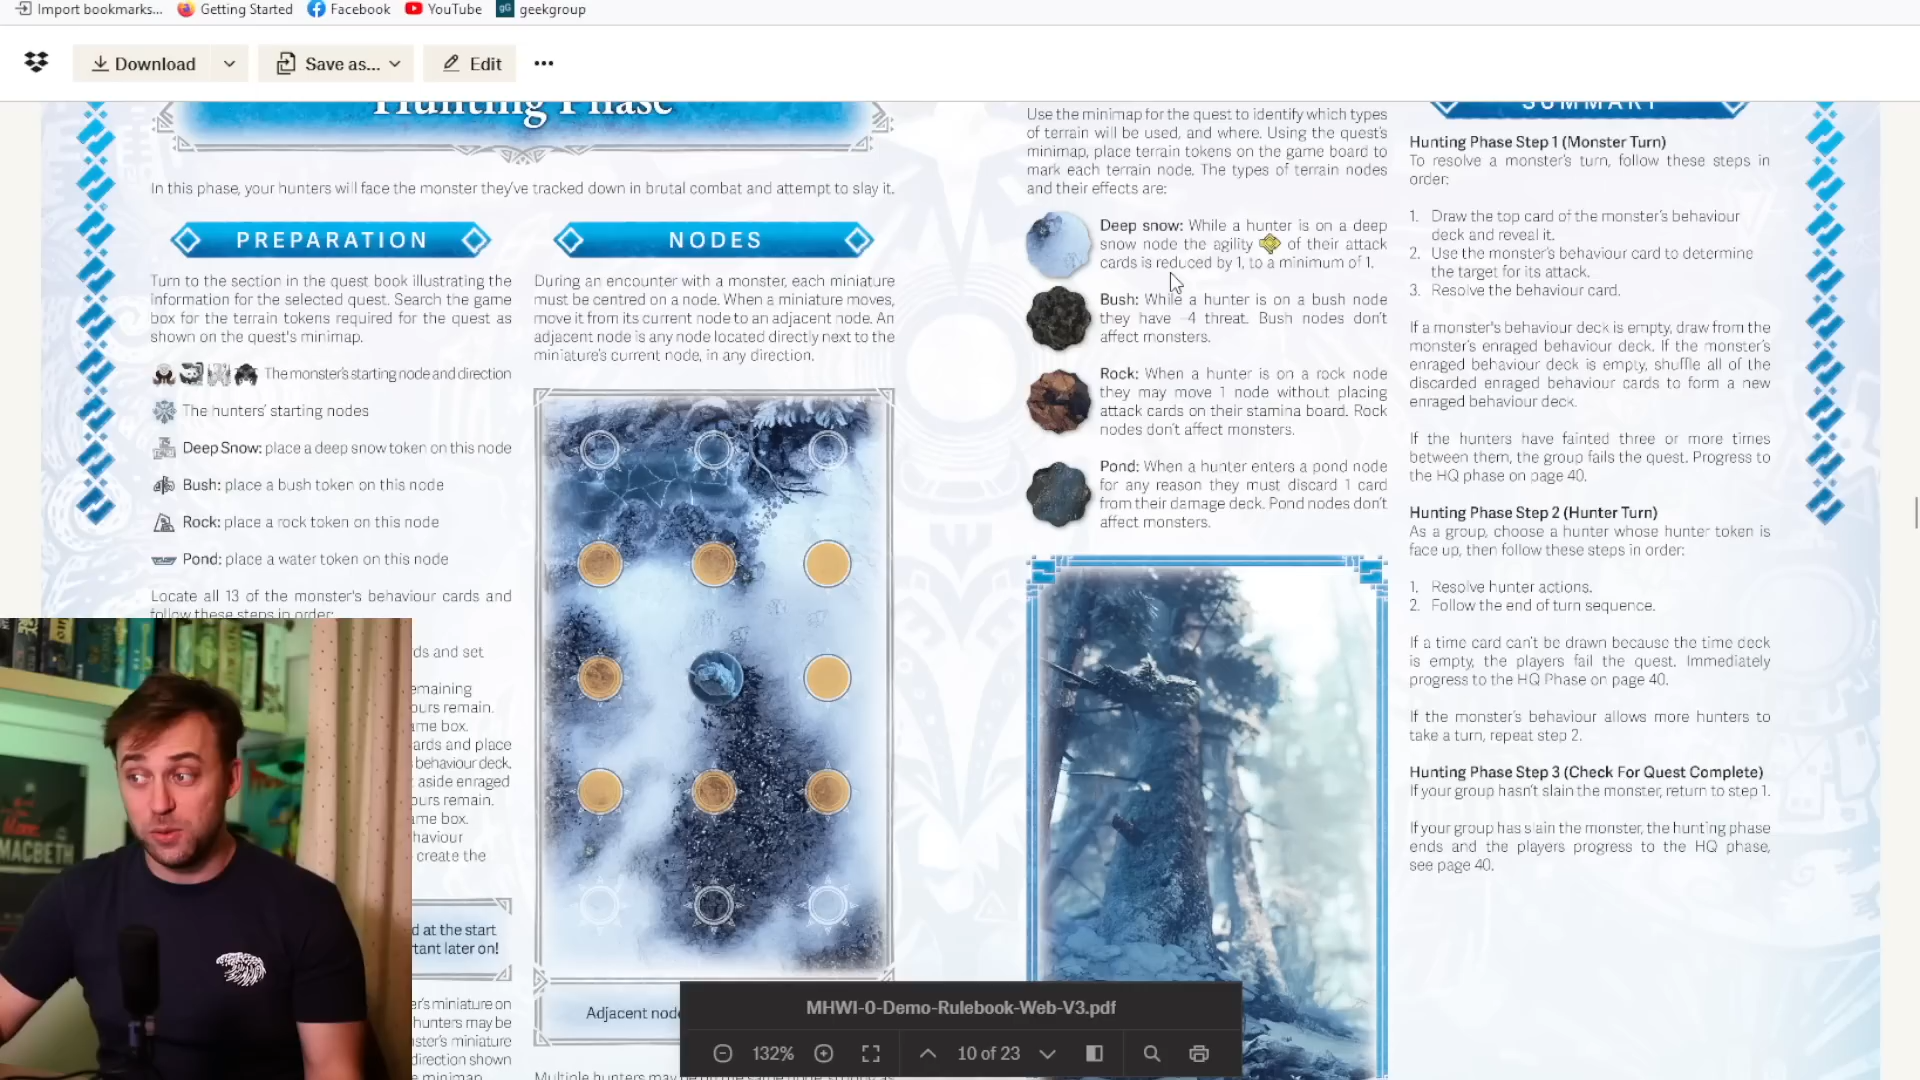 Import bookmarks...
Getting Started
Facebook
YouTube
geekgroup
Download
Save as...
Edit
Hunting Phase
In this phase, your hunters will face the monster they've tracked down in brutal combat and attempt to slay it.
PREPARATION
Turn to the section in the quest book illustrating the
information for the selected quest. Search the game
box for the terrain tokens required for the quest as
shown on the quest's minimap.
The monster's starting node and direction
The hunters' starting nodes
Deep Snow: place a deep snow token on this node
Bush: place a bush token on this node
Rock: place a rock token on this node
Pond: place a water token on this node
Locate all 13 of the monster's behaviour cards and
follow these steps in order:
ds and set
emaining
ours remain.
ame box.
ards and place
behaviour deck.
aside enraged
ours remain.
ame box.
haviour
create the
d at the start
tant later on!
er's miniature on
hunters may be
nster's miniature
direction shown
e minimap.
MACBETH
NODES
During an encounter with a monster, each miniature
must be centred on a node. When a miniature moves,
move it from its current node to an adjacent node. An
adjacent node is any node located directly next to the
miniature's current node, in any direction.
Adjacent node
Use the minimap for the quest to identify which types
of terrain will be used, and where. Using the quest's
minimap, place terrain tokens on the game board to
mark each terrain node. The types of terrain nodes
and their effects are:
Deep snow: While a hunter is on a deep
snow node the agility of their attack
cards is reduced by 1, to a minimum of 1.
Bush: While a hunter is on a bush node
they have -4 threat. Bush nodes don't
affect monsters.
Rock: When a hunter is on a rock node
they may move 1 node without placing
attack cards on their stamina board. Rock
nodes don't affect monsters.
Pond: When a hunter enters a pond node
for any reason they must discard 1 card
from their damage deck. Pond nodes don't
affect monsters.
SUMMARY
Hunting Phase Step 1 (Monster Turn)
To resolve a monster's turn, follow these steps in
order:
1. Draw the top card of the monster's behaviour
deck and reveal it.
2. Use the monster's behaviour card to determine
the target for its attack.
3. Resolve the behaviour card.
If a monster's behaviour deck is empty, draw from the
monster's enraged behaviour deck. If the monster's
enraged behaviour deck is empty, shuffle all of the
discarded enraged behaviour cards to form a new
enraged behaviour deck.
If the hunters have fainted three or more times
between them, the group fails the quest. Progress to
the HQ phase on page 40.
Hunting Phase Step 2 (Hunter Turn)
As a group, choose a hunter whose hunter token is
face up, then follow these steps in order:
1. Resolve hunter actions.
2. Follow the end of turn sequence.
If a time card can't be drawn because the time deck
is empty, the players fail the quest. Immediately
progress to the HQ Phase on page 40.
If the monster's behaviour allows more hunters to
take a turn, repeat step 2.
Hunting Phase Step 3 (Check For Quest Complete)
If your group hasn't slain the monster, return to step 1.
If your group has slain the monster, the hunting phase
ends and the players progress to the HQ phase,
see page 40.
MHWI-0-Demo-Rulebook-Web-V3.pdf
132%
10 of 23